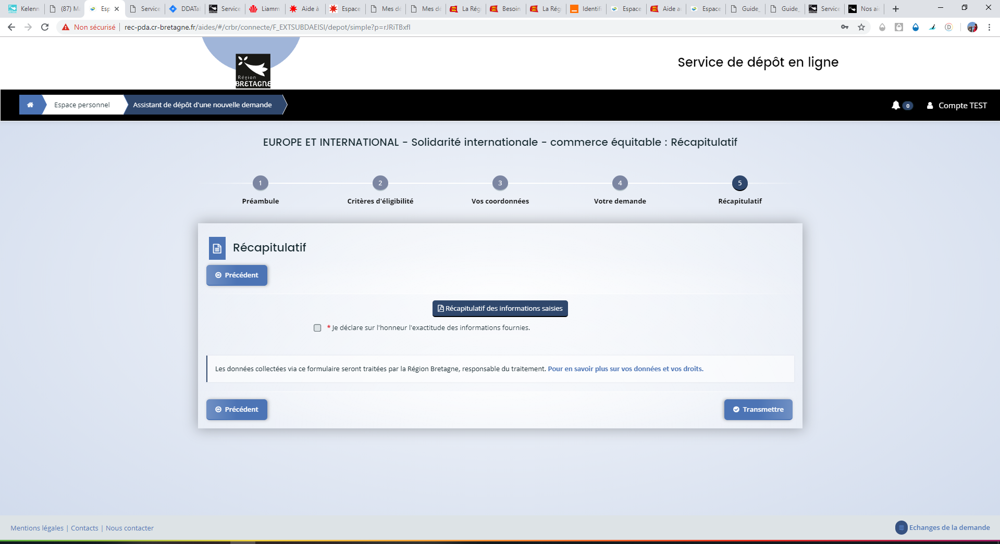 Kelenn
(87) M
Esp
Service
DDATa
Service
Liamm
Aide à
Espace
Mes dé
Mes dé
La Rég
Besoin
La Rég
Identifi
Espace
Aide au
Espace
Guide_
Guide_
Service
Nos ai
Non sécurisé
rec-pda.cr-bretagne.fr/aides/#/crbr/connecte/F_EXTSUBDAEISI/depot/simple?p=rJRiTBxfI
Région
BRETAGNE
Service de dépôt en ligne
Espace personnel
Assistant de dépôt d'une nouvelle demande
0
Compte TEST
EUROPE ET INTERNATIONAL - Solidarité internationale - commerce équitable : Récapitulatif
1
2
3
4
5
Préambule
Critères d'éligibilité
Vos coordonnées
Votre demande
Récapitulatif
Récapitulatif
Précédent
Récapitulatif des informations saisies
* Je déclare sur l'honneur l'exactitude des informations fournies.
Les données collectées via ce formulaire seront traitées par la Région Bretagne, responsable du traitement. Pour en savoir plus sur vos données et vos droits.
Précédent
Transmettre
Mentions légales | Contacts | Nous contacter
Echanges de la demande